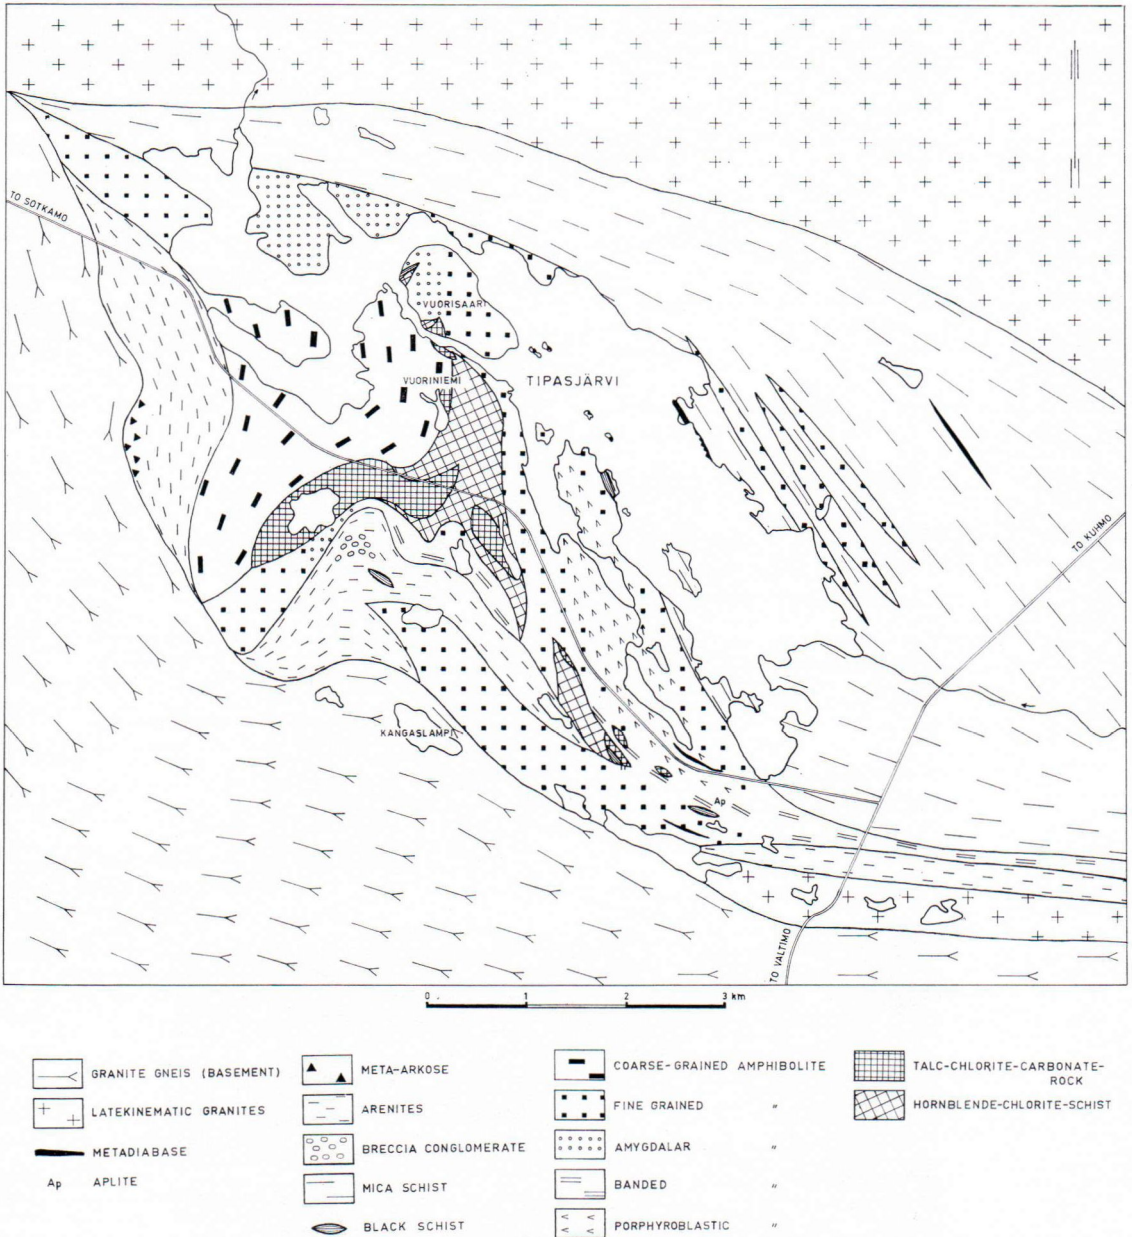 TO SOTKAMO
VUORISAARI
VUORINIEMI
TIPASJÄRVI
TO KUHMO
KANGASLAMPI
Ap
TO VALTIMO
0 1 2 3 km
GRANITE GNEIS (BASEMENT)
LATEKINEMATIC GRANITES
METADIABASE
Ap APLITE
META-ARKOSE
ARENITES
BRECCIA CONGLOMERATE
MICA SCHIST
BLACK SCHIST
COARSE-GRAINED AMPHIBOLITE
FINE GRAINED "
AMYGDALAR "
BANDED "
PORPHYROBLASTIC "
TALC-CHLORITE-CARBONATE-
ROCK
HORNBLENDE-CHLORITE-SCHIST